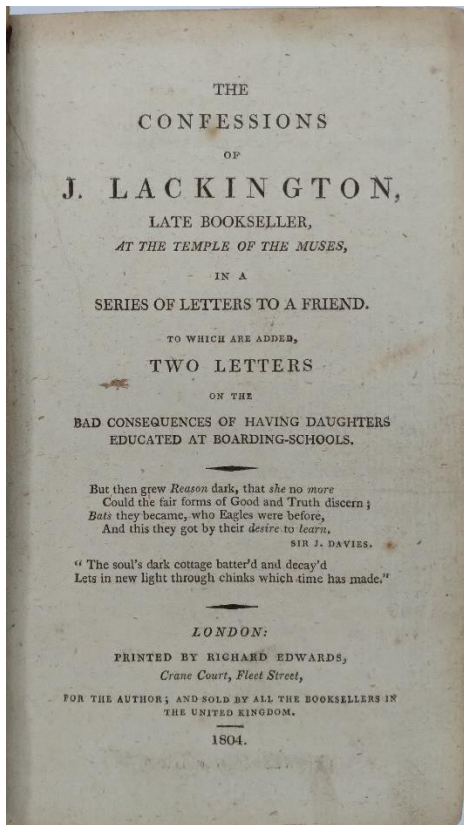 THE
CONFESSIONS
OF
J. LACKINGTON,
LATE BOOKSELLER,
AT THE TEMPLE OF THE MUSES,
IN A
SERIES OF LETTERS TO A FRIEND.
TO WHICH ARE ADDED,
TWO LETTERS
ON THE
BAD CONSEQUENCES OF HAVING DAUGHTERS
EDUCATED AT BOARDING-SCHOOLS.
But then grew Reason dark, that she no more
Could the fair forms of Good and Truth discern;
Bats they became, who Eagles were before,
And this they got by their desire to learn.
SIR J. DAVIES.
“ The soul's dark cottage batter'd and decay'd
Lets in new light through chinks which time has made."
LONDON:
PRINTED BY RICHARD EDWARDS,
Crane Court, Fleet Street,
FOR THE AUTHOR; AND SOLD BY ALL THE BOOKSELLERS IN
THE UNITED KINGDOM.
1804.